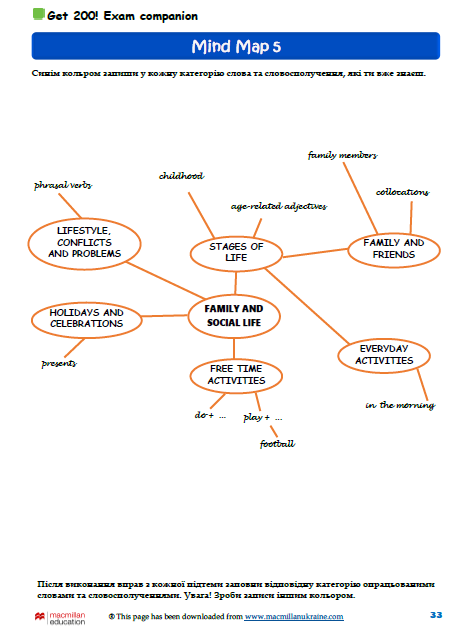 Get 200! Exam companion
Mind Map 5
Синім кольром запиши у кожну категорію слова та словосполучення, які ти вже знаєш.
family members
childhood
phrasal verbs
collocations
age-related adjectives
LIFESTYLE,
CONFLICTS
AND PROBLEMS
STAGES OF
LIFE
FAMILY AND
FRIENDS
HOLIDAYS AND
CELEBRATIONS
FAMILY AND
SOCIAL LIFE
EVERYDAY
ACTIVITIES
presents
FREE TIME
ACTIVITIES
in the morning
do + ...
play + ...
football
Після виконання вправ з кожної підтеми заповни відповідну категорію опрацьованими
словами та словосполученнями. Увага! Зроби записи іншим кольором.
macmillan
education
© This page has been downloaded from www.macmillanukraine.com
33